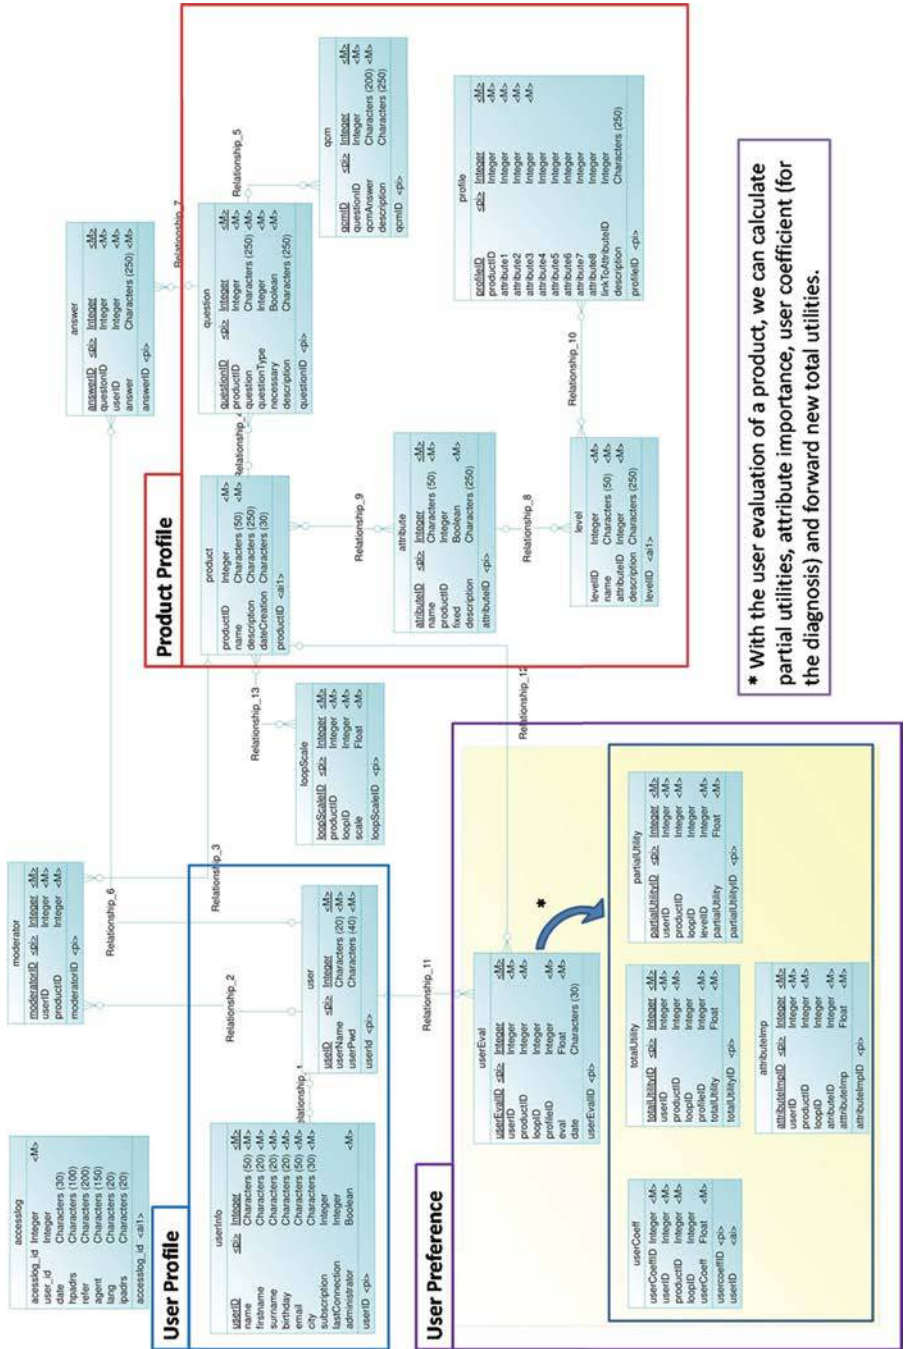 accesslog
acesslog_id Integer <M>
user_id Integer
date Characters (30)
hpadrs Characters (100)
refer Characters (200)
agent Characters (150)
lang Characters (20)
ipadrs Characters (20)
acesslog_id <ai1>
moderator
moderatorID <pi> Integer <M>
userID Integer <M>
productID Integer <M>
moderatorID <pi>
Relationship_6
answer
answerID <pi> Integer <M>
questonID Integer <M>
userID Integer <M>
answer Characters (250) <M>
answerID <pi>
Relationship_7
User Profile
userInfo
userID <pi> Integer <M>
name Characters (50) <M>
firstname Characters (20) <M>
surname Characters (20) <M>
birthday Characters (20) <M>
email Characters (50) <M>
city Characters (30) <M>
subscription Integer
lastConnection Integer
administrator Boolean <M>
userID <pi>
Relationship_2
Relationship_3
user
useID <pi> Integer <M>
userName Characters (20) <M>
userPwd Characters (40) <M>
userId <pi>
Relationship_11
loopScale
loopScaleID <pi> Integer <M>
productID Integer <M>
loopID Integer <M>
scale Float <M>
loopScaleID <pi>
Relationship_13
Product Profile
product
productID Integer <M>
name Characters (50) <M>
description Characters (250)
dateCreation Characters (30)
productID <ai1>
question
questionID <pi> Integer <M>
productID Integer <M>
question Characters (250) <M>
questionType Integer <M>
necessary Boolean <M>
description Characters (250)
questionID <pi>
Relationship_5
qcm
qcmID <pi> Integer <M>
questionID Integer <M>
qcmAnswer Characters (200) <M>
description Characters (250)
qcmID <pi>
Relationship_9
attribute
atributeID <pi> Integer <M>
name Characters (50) <M>
productID Integer
fixed Boolean <M>
description Characters (250)
attributeID <pi>
Relationship_8
level
levelID Integer <M>
name Characters (50) <M>
attributeID Integer <M>
description Characters (250)
levelID <ai1>
Relationship_10
profile
profileID <pi> Integer <M>
productID Integer <M>
attribute1 Integer <M>
attribute2 Integer <M>
attribute3 Integer <M>
attribute4 Integer <M>
attribute5 Integer
attribute6 Integer
attribute7 Integer
attribute8 Integer
linkToAttributeID Integer
description Characters (250)
profileID <pi>
Relationship_12
User Preference
userEval
userEvalID <pi> Integer <M>
userID Integer <M>
productID Integer <M>
loopID Integer
profileID Integer <M>
eval Float <M>
date Characters (30)
userEvalID <pi>
*
userCoeff
userCoeffID Integer <M>
userID Integer <M>
productID Integer <M>
loopID Integer
userCoeff Float <M>
usercoeffID <pi>
userID <ai>
totalUtility
totalUtilityID <pi> Integer <M>
userID Integer <M>
productID Integer <M>
loopID Integer
profileID Integer <M>
totalUtility Float <M>
totalUtilityID <pi>
partialUtility
partialUtilityID <pi> Integer <M>
userID Integer <M>
productID Integer <M>
loopID Integer
levelID Integer <M>
partialUtility Float <M>
partialUtilityID <pi>
attributeImp
attributeImpID <pi> Integer <M>
userID Integer <M>
productID Integer <M>
loopID Integer
atributeID Integer <M>
attributeImp Float <M>
attributeImpID <pi>
* With the user evaluation of a product, we can calculate
partial utilities, attribute importance, user coefficient (for
the diagnosis) and forward new total utilities.